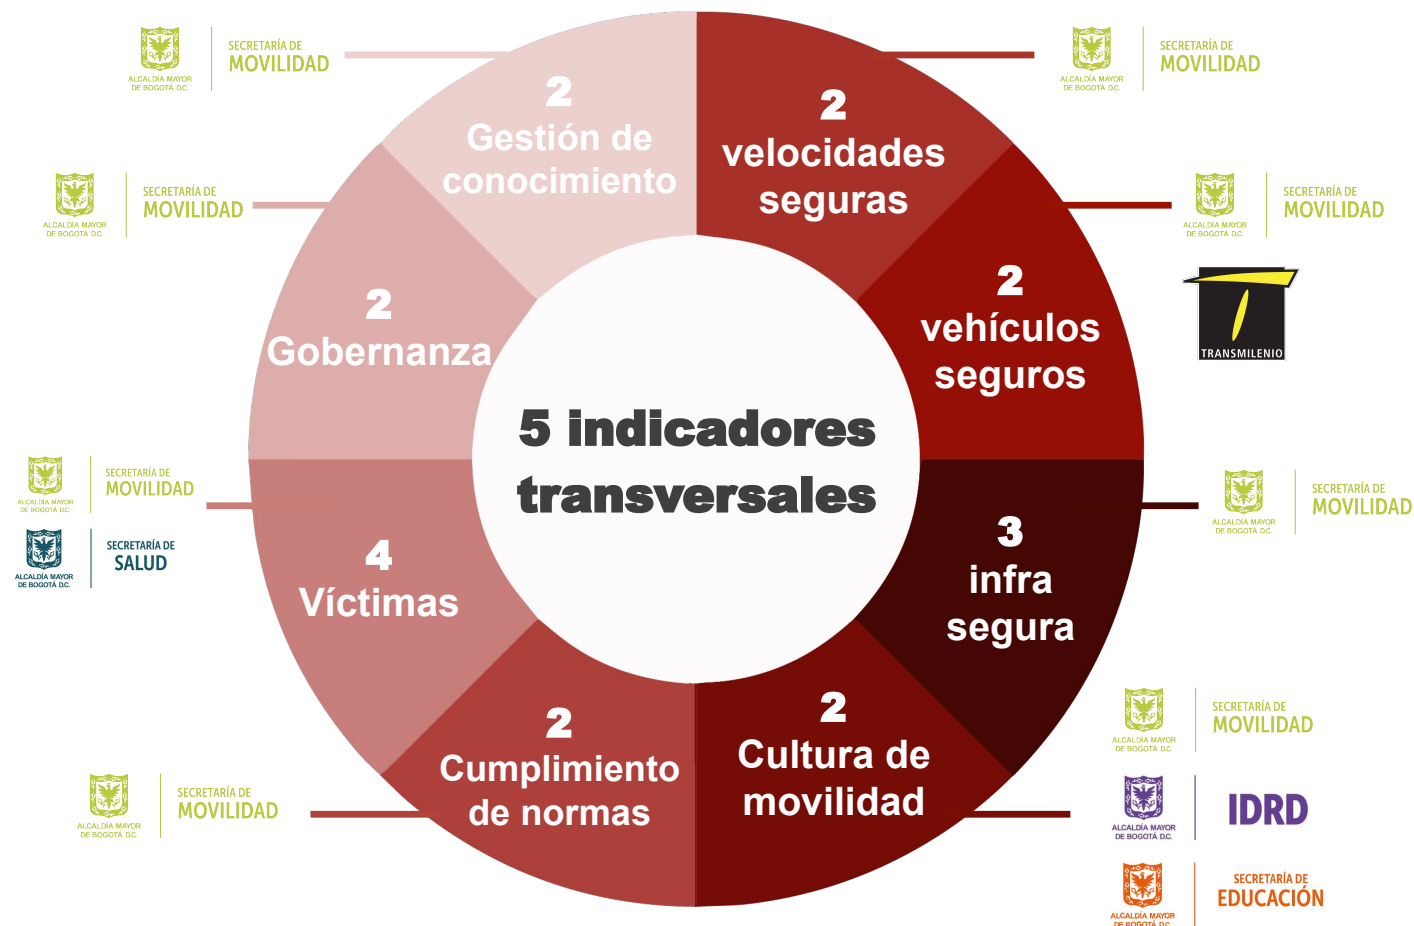 SECRETARÍA DE
MOVILIDAD
ALCALDÍA MAYOR
DE BOGOTÁ D.C.
2
Gestión de
conocimiento
2
velocidades
seguras
SECRETARÍA DE
MOVILIDAD
ALCALDÍA MAYOR
DE BOGOTÁ D.C.
SECRETARÍA DE
MOVILIDAD
ALCALDÍA MAYOR
DE BOGOTÁ D.C.
2
Gobernanza
2
vehículos
seguros
SECRETARÍA DE
MOVILIDAD
ALCALDÍA MAYOR
DE BOGOTÁ D.C.
TRANSMILENIO
5 indicadores
transversales
SECRETARÍA DE
MOVILIDAD
ALCALDÍA MAYOR
DE BOGOTÁ D.C.
SECRETARÍA DE
SALUD
ALCALDÍA MAYOR
DE BOGOTÁ D.C.
4
Víctimas
3
infra
segura
SECRETARÍA DE
MOVILIDAD
ALCALDÍA MAYOR
DE BOGOTÁ D.C.
SECRETARÍA DE
MOVILIDAD
ALCALDÍA MAYOR
DE BOGOTÁ D.C.
2
Cumplimiento
de normas
2
Cultura de
movilidad
SECRETARÍA DE
MOVILIDAD
ALCALDÍA MAYOR
DE BOGOTÁ D.C.
IDRD
ALCALDÍA MAYOR
DE BOGOTÁ D.C.
SECRETARÍA DE
EDUCACIÓN
ALCALDÍA MAYOR
DE BOGOTÁ D.C.